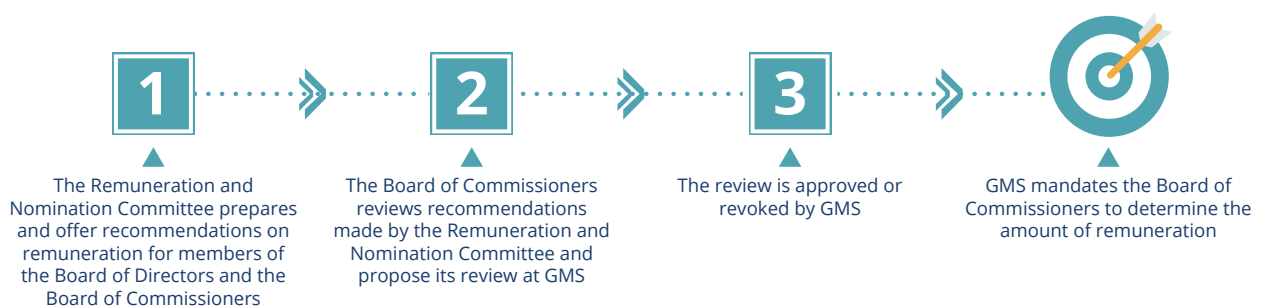 1
The Remuneration and
Nomination Committee prepares
and offer recommendations on
remuneration for members of
the Board of Directors and the
Board of Commissioners
2
The Board of Commissioners
reviews recommendations
made by the Remuneration and
Nomination Committee and
propose its review at GMS
3
The review is approved or
revoked by GMS
GMS mandates the Board of
Commissioners to determine the
amount of remuneration